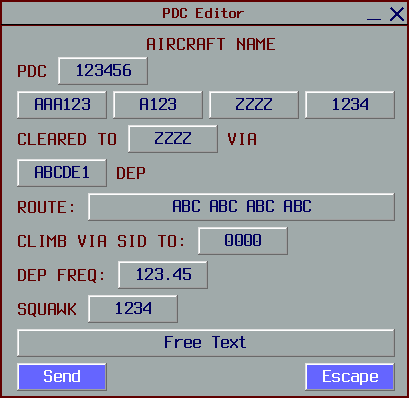 PDC Editor
AIRCRAFT NAME
PDC 123456
AAA123 A123 ZZZZ 1234
CLEARED TO ZZZZ VIA
ABCDE1 DEP
ROUTE: ABC ABC ABC ABC
CLIMB VIA SID TO: 0000
DEP FREQ: 123.45
SQUAWK 1234
Free Text
Send Escape